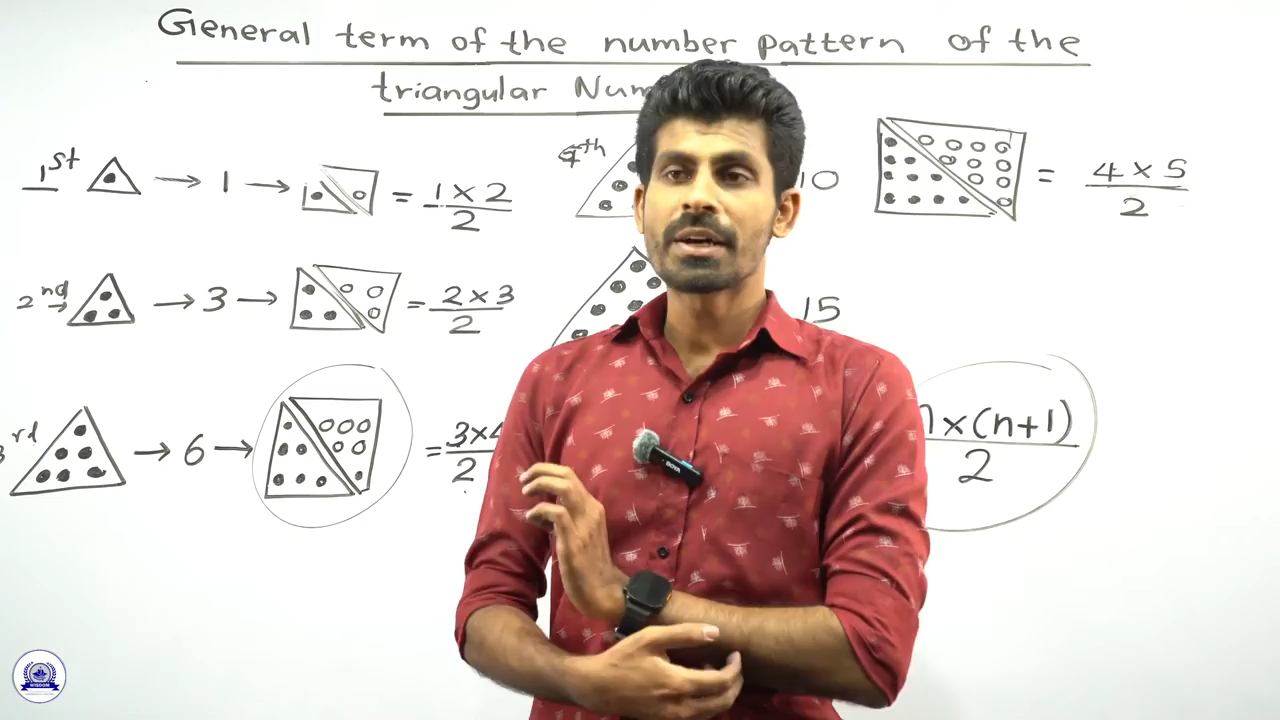 General term of the number pattern of the
triangular Num
1st → 1 → = 1 x 2 / 2
2nd → 3 → = 2 x 3 / 2
3rd → 6 → = 3 x 4 / 2
4th 10 = 4 x 5 / 2
15
n x (n+1) / 2
BOYA
WISDOM